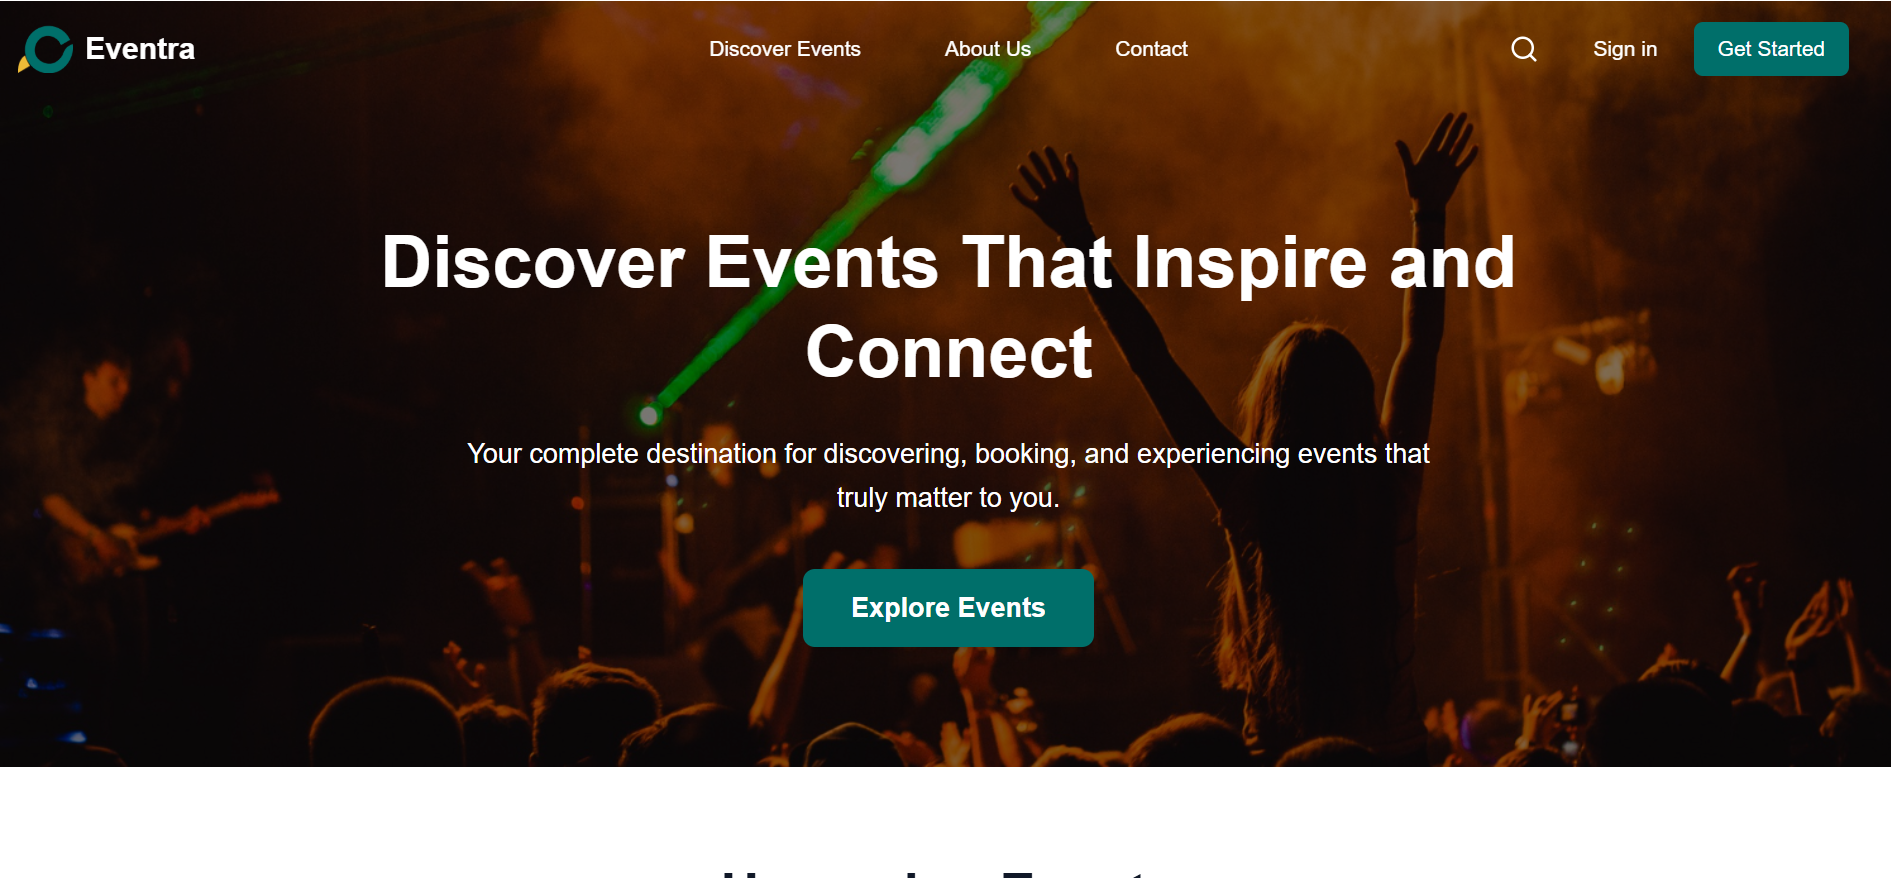 Eventra
Discover Events
About Us
Contact
Sign in
Get Started
Discover Events That Inspire and
Connect
Your complete destination for discovering, booking, and experiencing events that
truly matter to you.
Explore Events